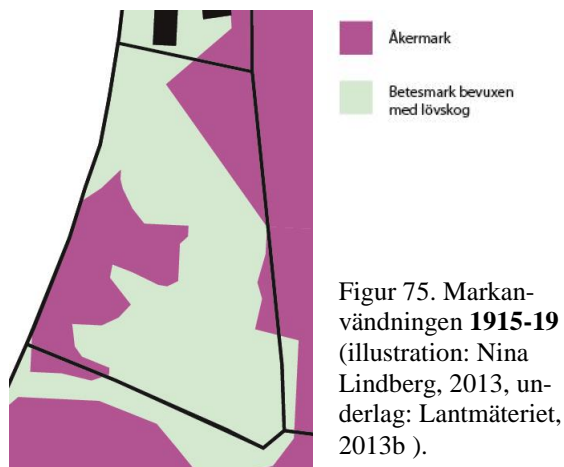 Åkermark
Betesmark bevuxen
med lövskog
Figur 75. Markan-
vändningen 1915-19
(illustration: Nina
Lindberg, 2013, un-
derlag: Lantmäteriet,
2013b ).